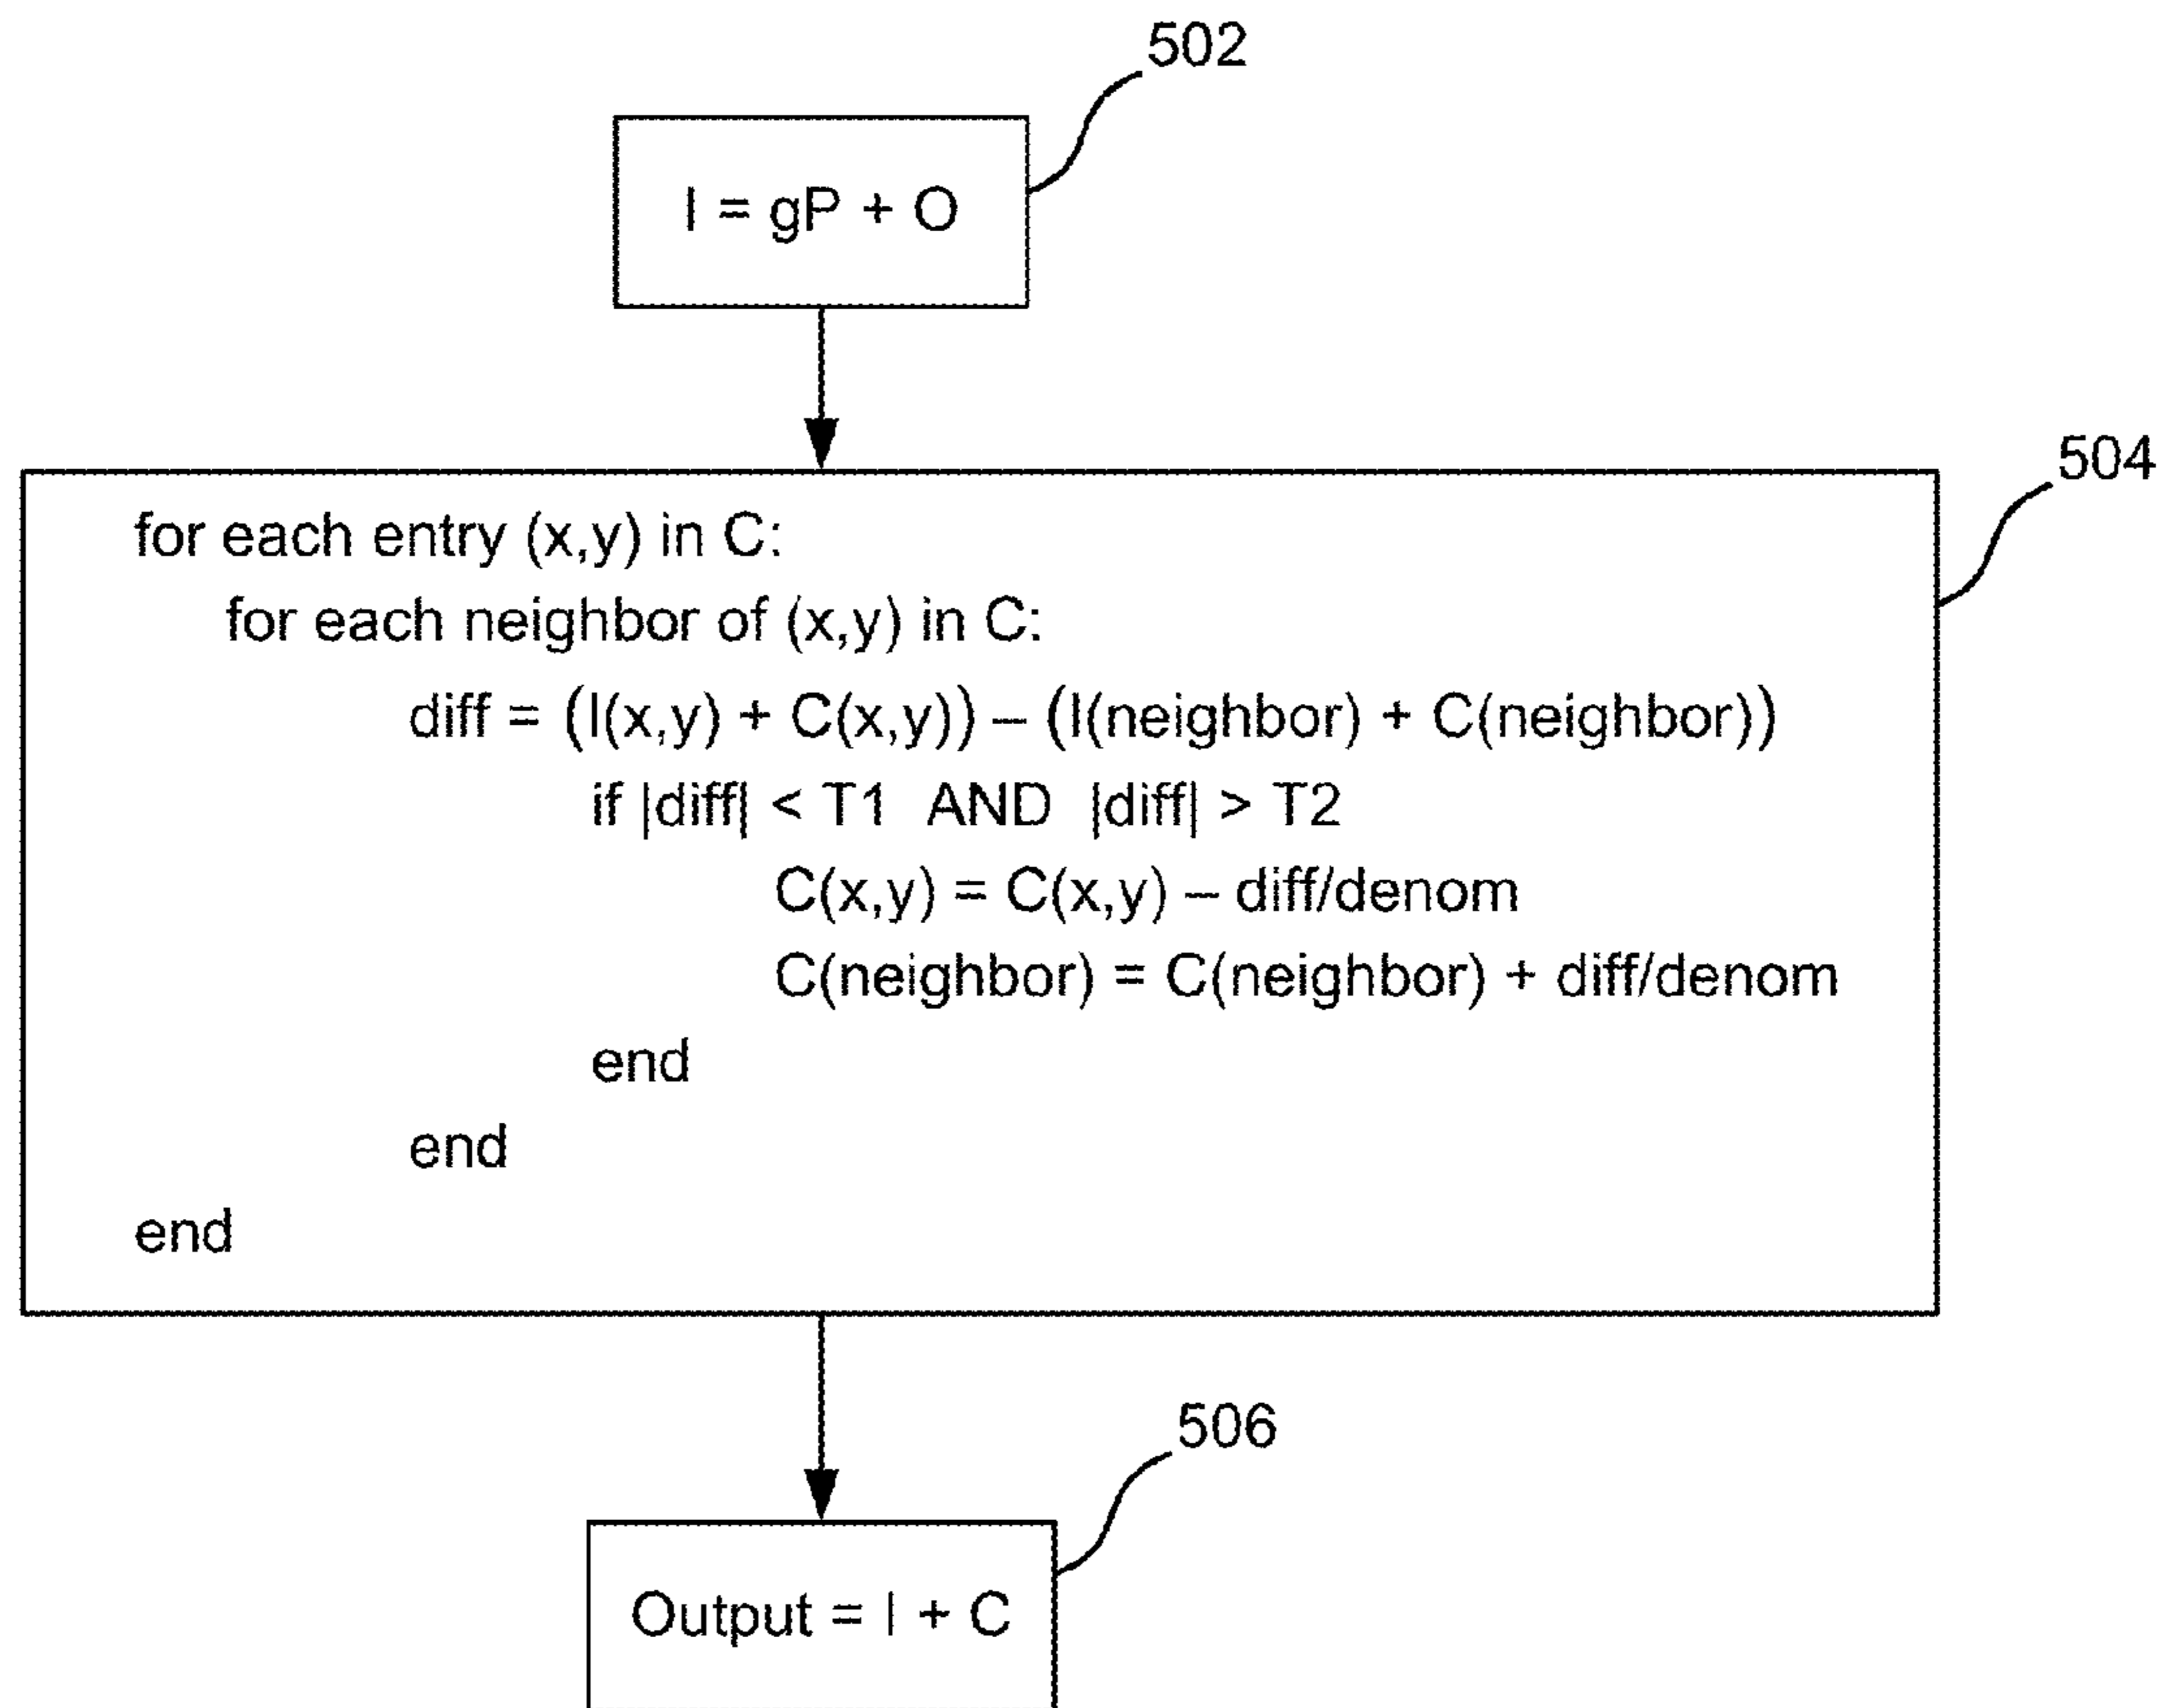 502
I = gP + O
504
for each entry (x,y) in C:
for each neighbor of (x,y) in C:
diff = (I(x,y) + C(x,y)) – (I(neighbor) + C(neighbor))
if |diff| < T1 AND |diff| > T2
C(x,y) = C(x,y) – diff/denom
C(neighbor) = C(neighbor) + diff/denom
end
end
end
506
Output = I + C